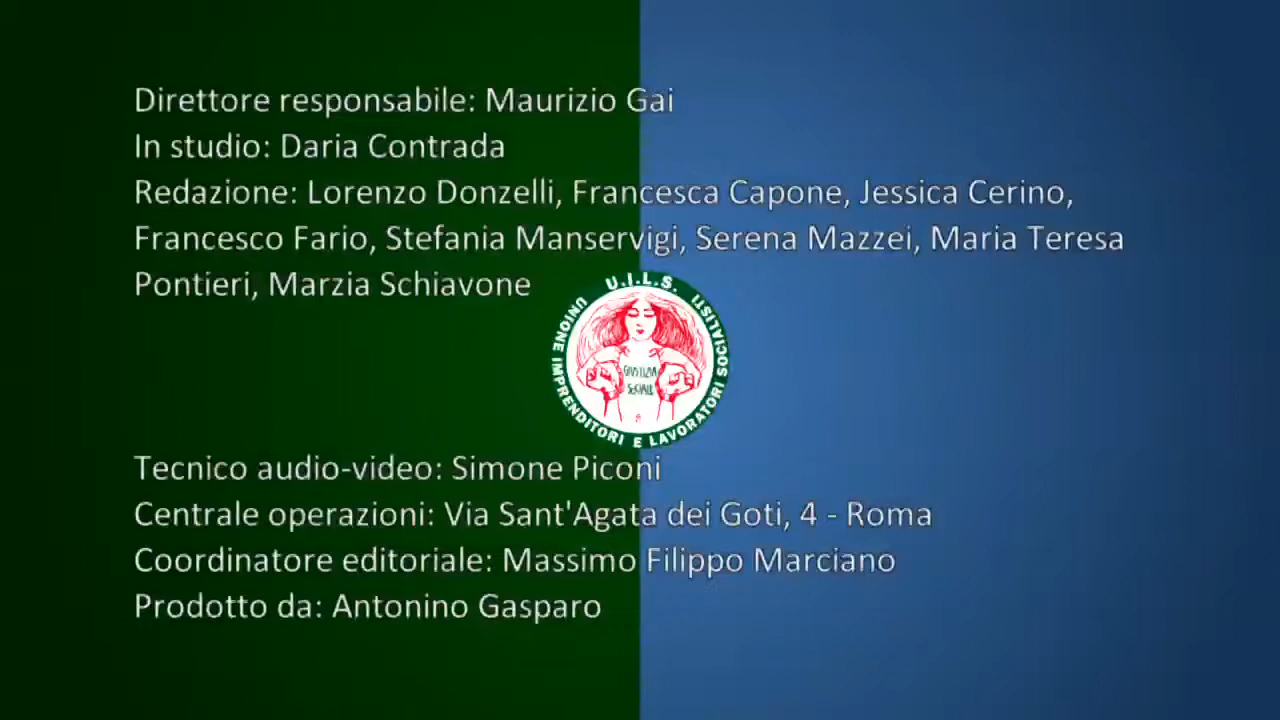 Direttore responsabile: Maurizio Gai
In studio: Daria Contrada
Redazione: Lorenzo Donzelli, Francesca Capone, Jessica Cerino,
Francesco Fario, Stefania Manservigi, Serena Mazzei, Maria Teresa
Pontieri, Marzia Schiavone
U.I.L.S.
UNIONE IMPRENDITORI E LAVORATORI SOCIALISTI
GIUSTIZIA
SOCIALE
Tecnico audio-video: Simone Piconi
Centrale operazioni: Via Sant'Agata dei Goti, 4 - Roma
Coordinatore editoriale: Massimo Filippo Marciano
Prodotto da: Antonino Gasparo